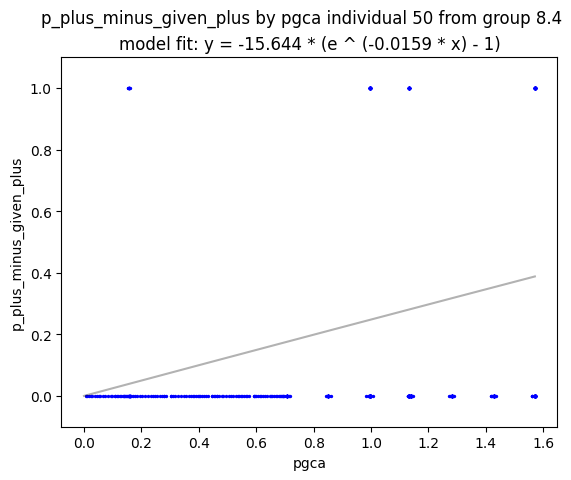 p_plus_minus_given_plus by pgca individual 50 from group 8.4
model fit: y = -15.644 * (e ^ (-0.0159 * x) - 1)
1.0
0.8
0.6
0.4
0.2
0.0
p_plus_minus_given_plus
0.0 0.2 0.4 0.6 0.8 1.0 1.2 1.4 1.6
pgca